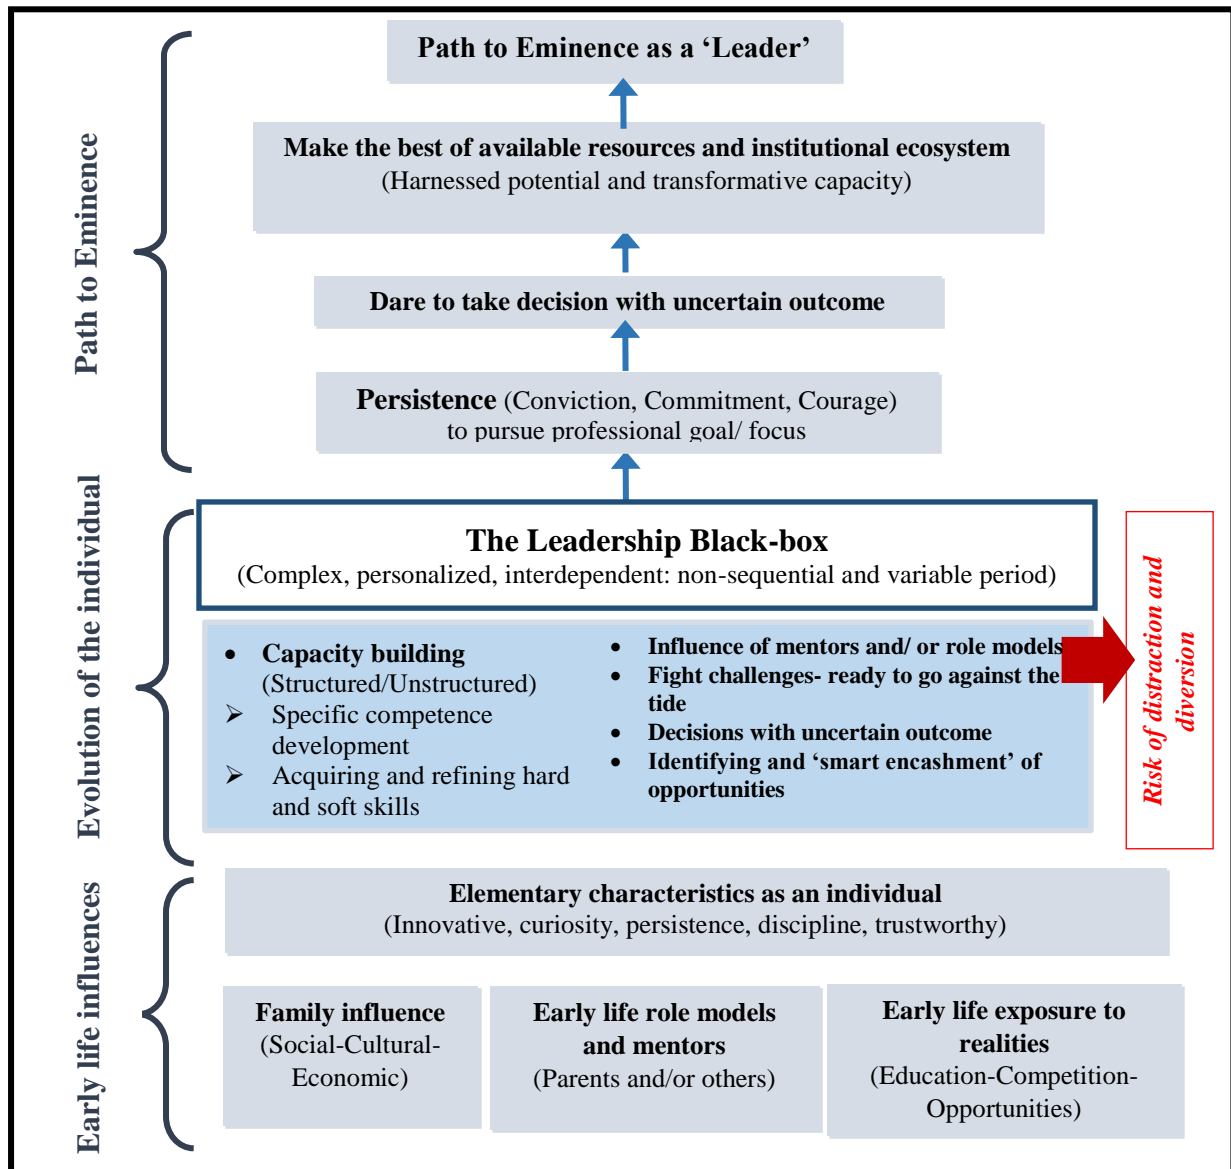 Path to Eminence as a ‘Leader’
Make the best of available resources and institutional ecosystem
(Harnessed potential and transformative capacity)
Dare to take decision with uncertain outcome
Persistence (Conviction, Commitment, Courage)
to pursue professional goal/ focus
Path to Eminence
The Leadership Black-box
(Complex, personalized, interdependent: non-sequential and variable period)
• Capacity building
(Structured/Unstructured)
➢ Specific competence
development
➢ Acquiring and refining hard
and soft skills
• Influence of mentors and/ or role models
• Fight challenges- ready to go against the
tide
• Decisions with uncertain outcome
• Identifying and ‘smart encashment’ of
opportunities
Risk of distraction and
diversion
Evolution of the individual
Elementary characteristics as an individual
(Innovative, curiosity, persistence, discipline, trustworthy)
Family influence
(Social-Cultural-
Economic)
Early life role models
and mentors
(Parents and/or others)
Early life exposure to
realities
(Education-Competition-
Opportunities)
Early life influences